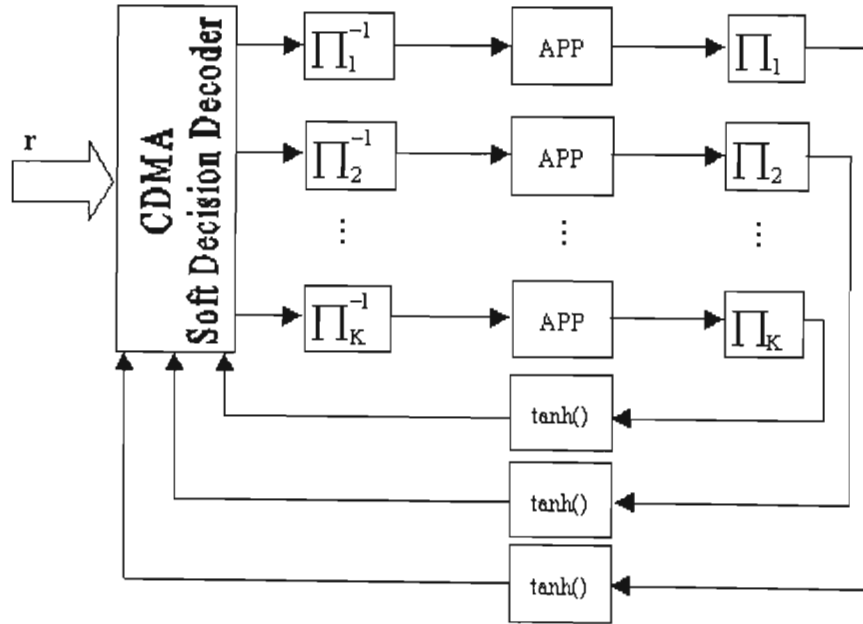 r
CDMA
Soft Decision Decoder
∏₁⁻¹
APP
∏₁
∏₂⁻¹
APP
∏₂
⋮ ⋮ ⋮
∏K⁻¹
APP
∏K
tanh()
tanh()
tanh()